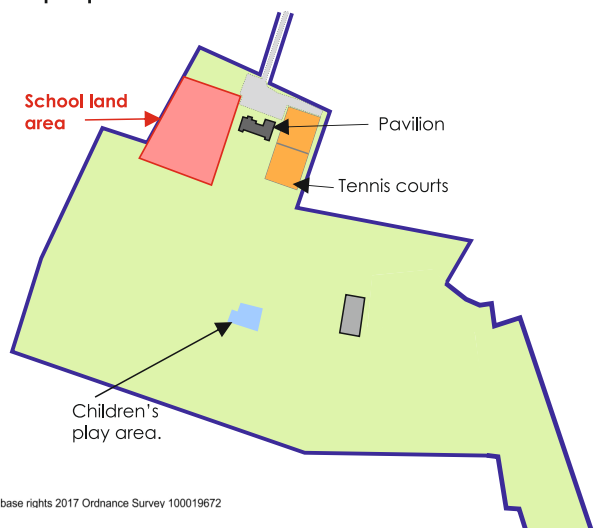 School land
area
Pavilion
Tennis courts
Children's
play area.
base rights 2017 Ordnance Survey 100019672